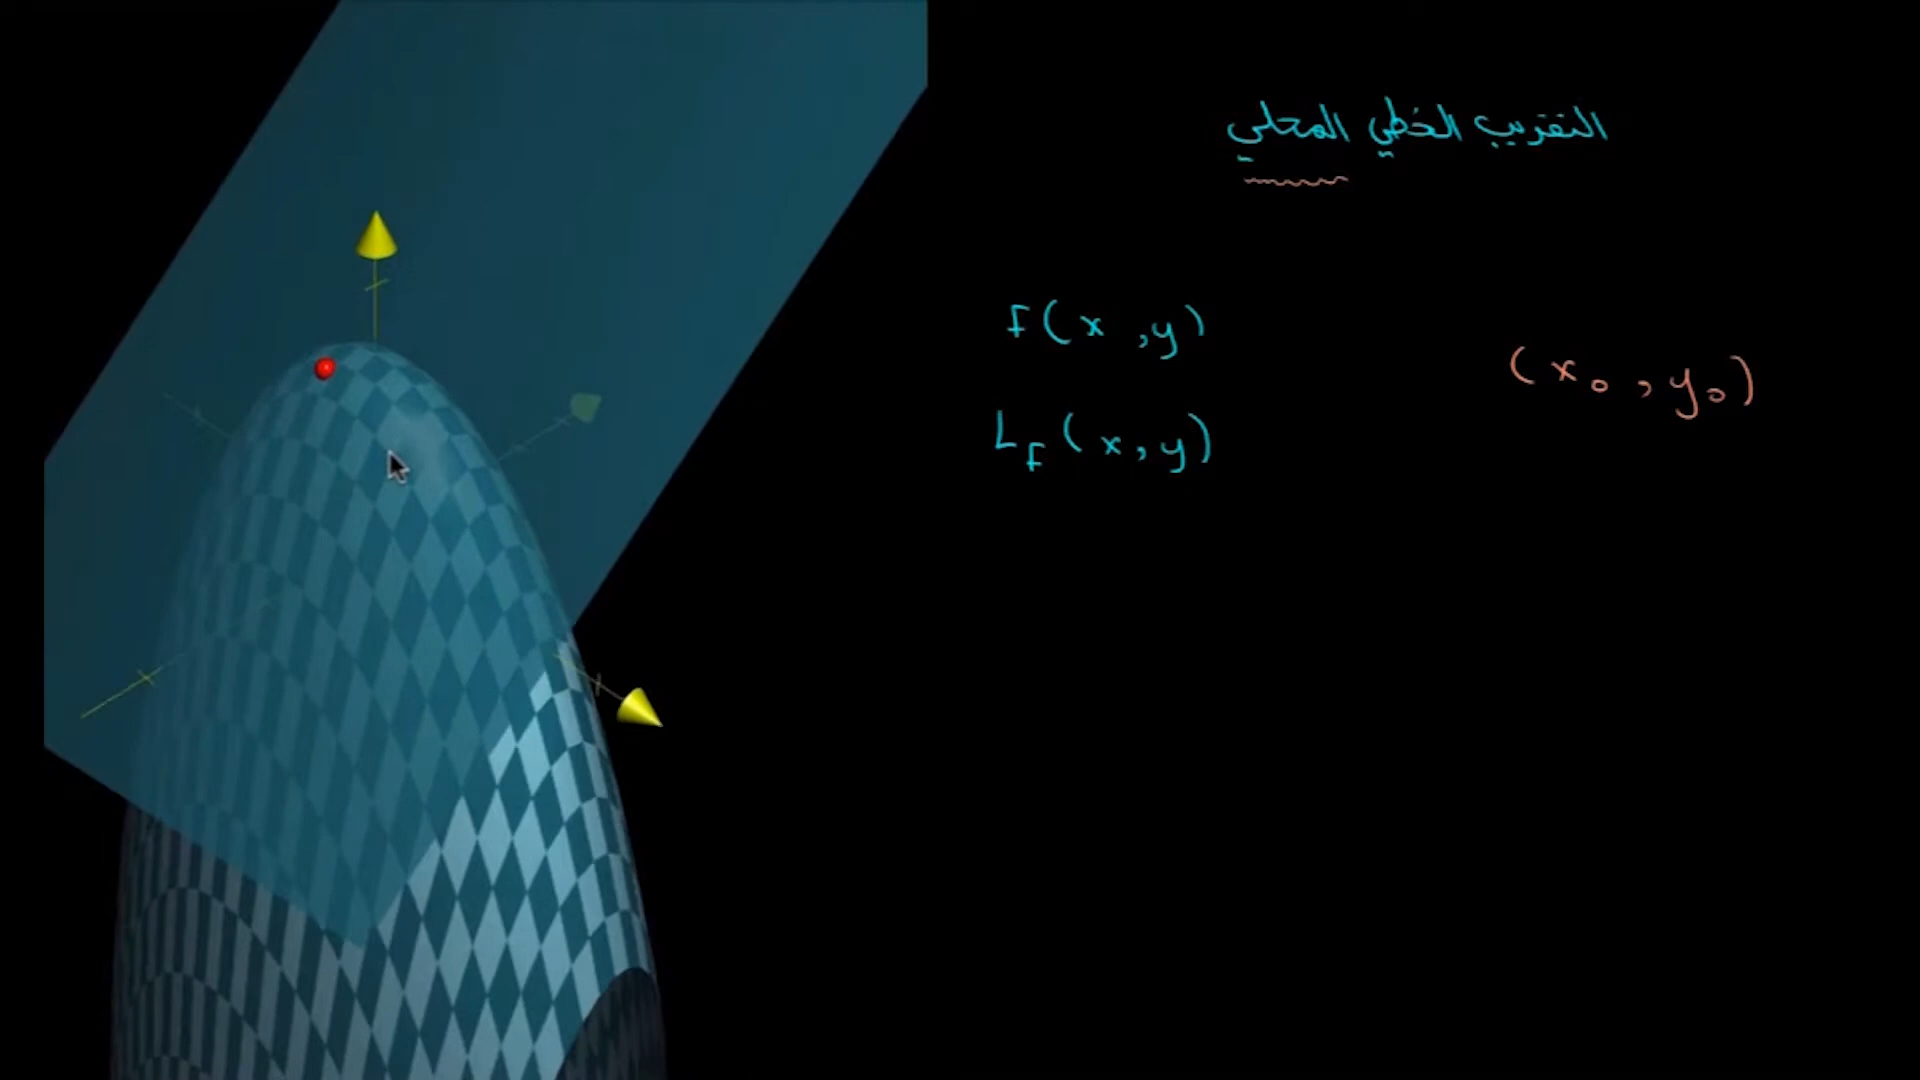 التقريب الخطي المحلي
f(x,y)
(x₀,y₀)
L_f(x,y)